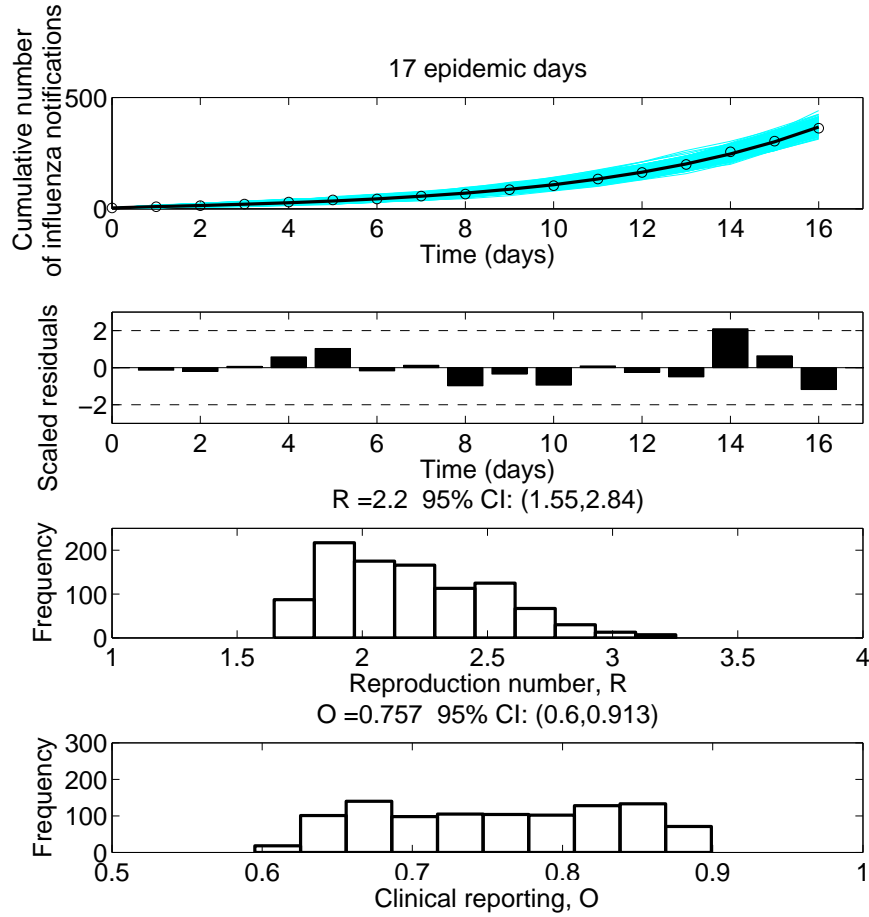 17 epidemic days
Cumulative number
of influenza notifications
500
0
0 2 4 6 8 10 12 14 16
Time (days)
Scaled residuals
2
0
−2
0 2 4 6 8 10 12 14 16
Time (days)
R =2.2 95% CI: (1.55,2.84)
Frequency
200
100
0
1 1.5 2 2.5 3 3.5 4
Reproduction number, R
O =0.757 95% CI: (0.6,0.913)
Frequency
300
200
100
0
0.5 0.6 0.7 0.8 0.9 1
Clinical reporting, O